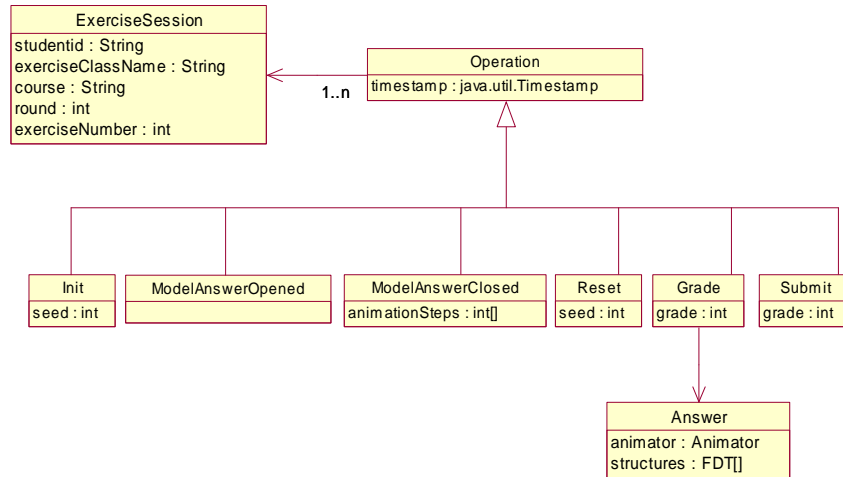 ExerciseSession
studentid : String
exerciseClassName : String
course : String
round : int
exerciseNumber : int
1..n
Operation
timestamp : java.util.Timestamp
Init
seed : int
ModelAnswerOpened
ModelAnswerClosed
animationSteps : int[]
Reset
seed : int
Grade
grade : int
Submit
grade : int
Answer
animator : Animator
structures : FDT[]